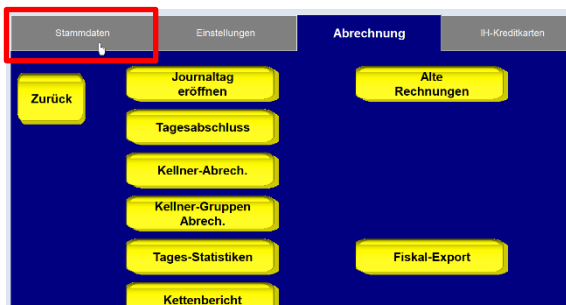 Stammdaten
Einstellungen
Abrechnung
IH-Kreditkarten
Zurück
Journaltag
eröffnen
Alte
Rechnungen
Tagesabschluss
Kellner-Abrech.
Kellner-Gruppen
Abrech.
Tages-Statistiken
Fiskal-Export
Kettenbericht